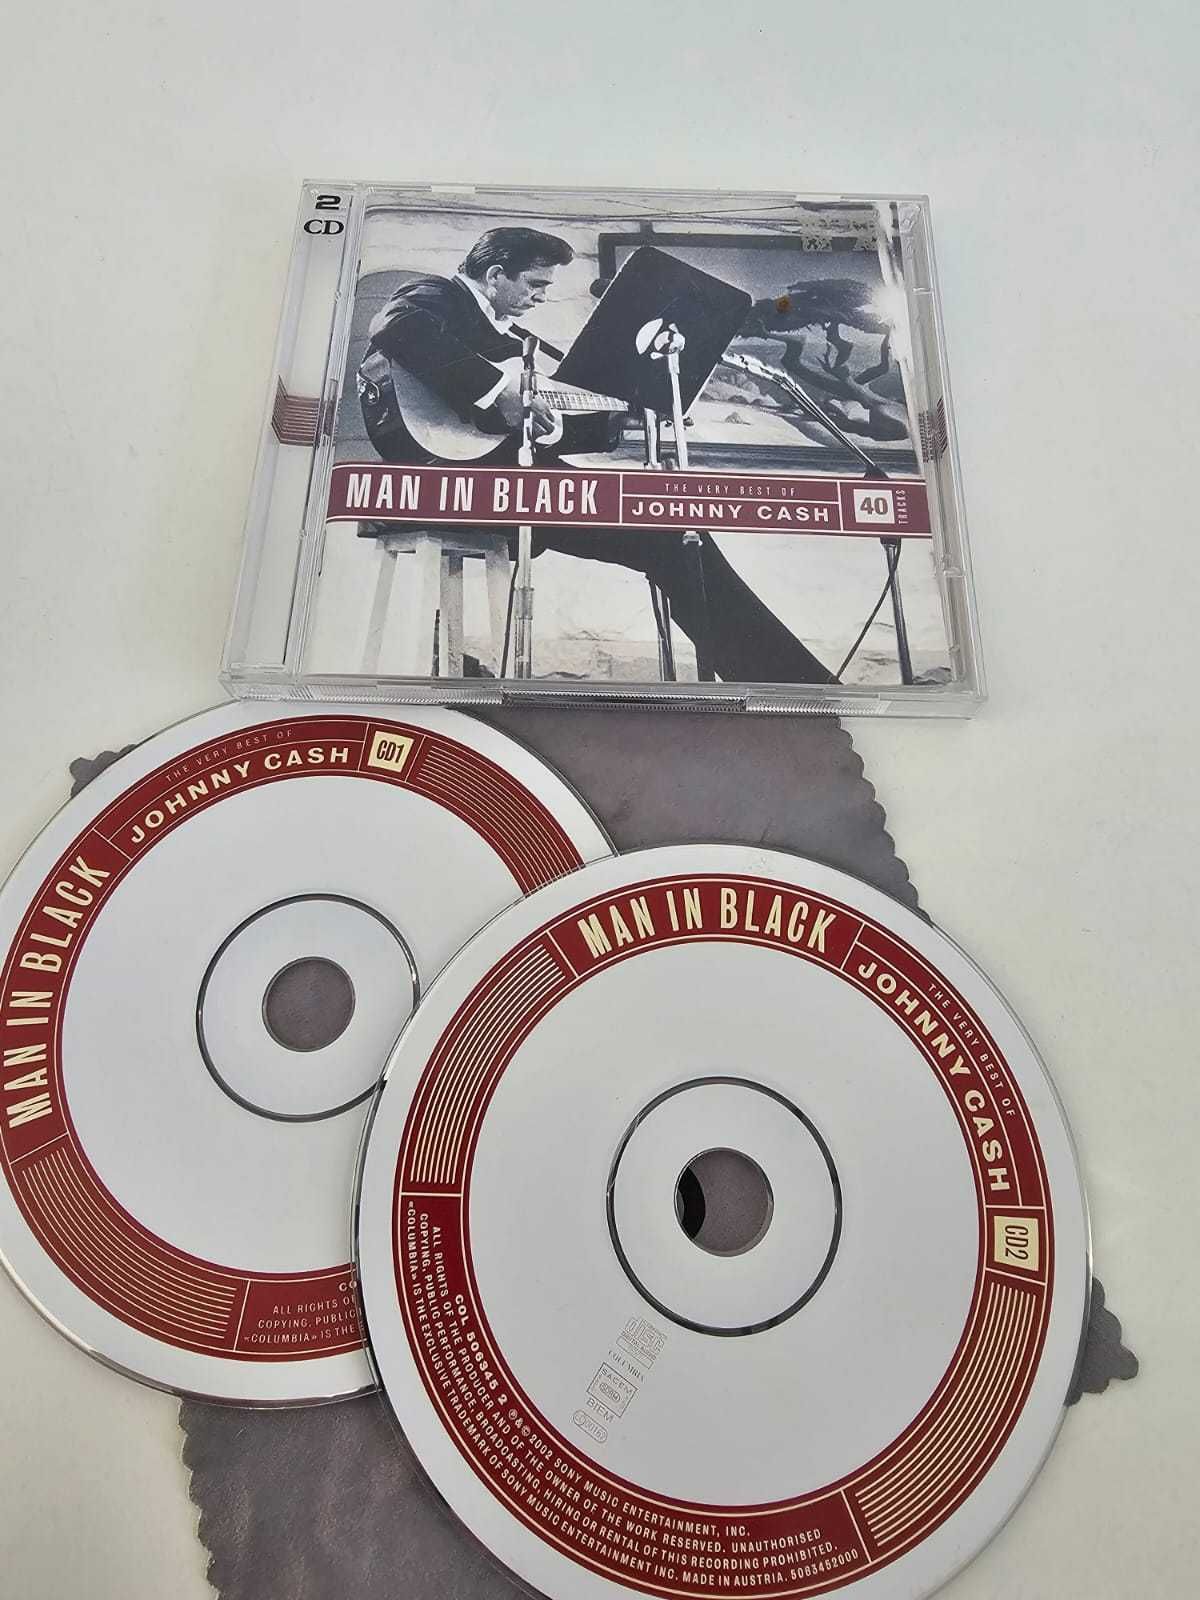 2
CD
MAN IN BLACK
THE VERY BEST OF
JOHNNY CASH
40
TRACKS
MAN IN BLACK
THE VERY BEST OF
JOHNNY CASH
CD1
CO
ALL RIGHTS OF
COPYING, PUBLIC
«COLUMBIA» IS THE
MAN IN BLACK
THE VERY BEST OF
JOHNNY CASH
CD2
COL 506345 2 ℗&© 2002 SONY MUSIC ENTERTAINMENT, INC.
ALL RIGHTS OF THE PRODUCER AND OF THE OWNER OF THE WORK RESERVED. UNAUTHORISED
COPYING, PUBLIC PERFORMANCE, BROADCASTING, HIRING OR RENTAL OF THIS RECORDING PROHIBITED.
«COLUMBIA» IS THE EXCLUSIVE TRADEMARK OF SONY MUSIC ENTERTAINMENT INC. MADE IN AUSTRIA. 5063452000
COLUMBIA
SACEM
BIEM